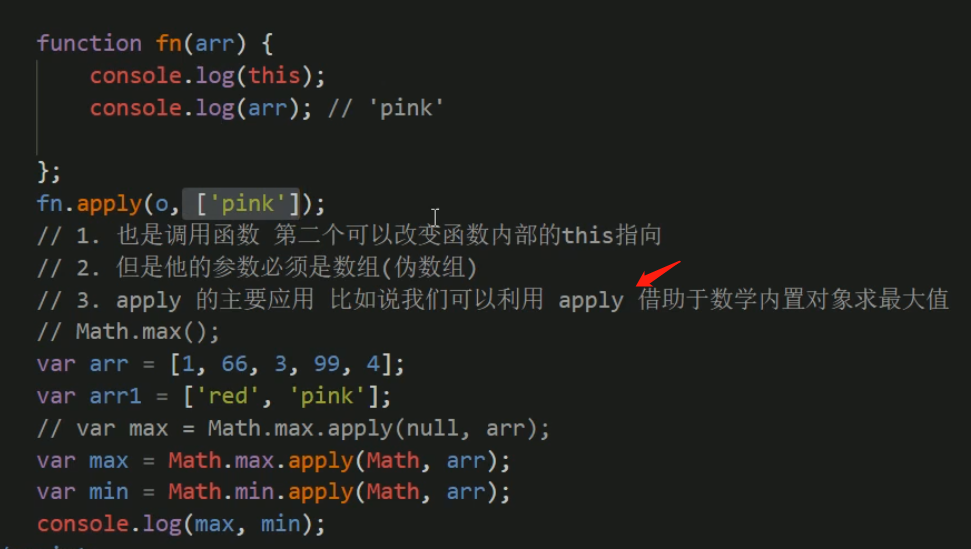 function fn(arr) {
    console.log(this);
    console.log(arr); // 'pink'
};
fn.apply(o, ['pink']);
// 1. 也是调用函数 第二个可以改变函数内部的this指向
// 2. 但是他的参数必须是数组(伪数组)
// 3. apply 的主要应用 比如说我们可以利用 apply 借助于数学内置对象求最大值
// Math.max();
var arr = [1, 66, 3, 99, 4];
var arr1 = ['red', 'pink'];
// var max = Math.max.apply(null, arr);
var max = Math.max.apply(Math, arr);
var min = Math.min.apply(Math, arr);
console.log(max, min);